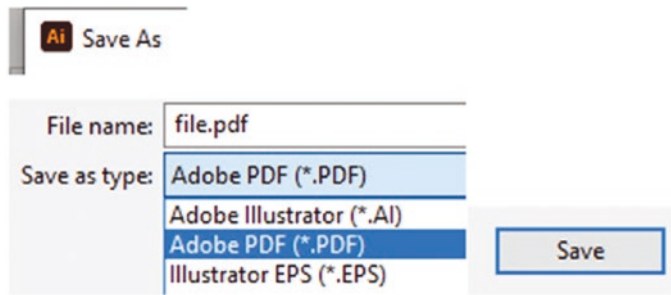 Ai Save As
File name: file.pdf
Save as type: Adobe PDF (*.PDF)
Adobe Illustrator (*.AI)
Adobe PDF (*.PDF)
Illustrator EPS (*.EPS)
Save